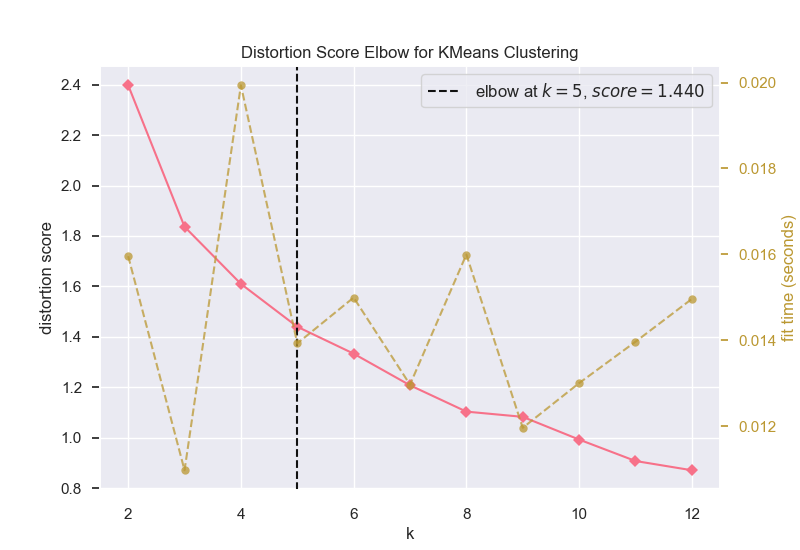 Distortion Score Elbow for KMeans Clustering
elbow at k = 5, score = 1.440
distortion score
2.4
2.2
2.0
1.8
1.6
1.4
1.2
1.0
0.8
0.020
0.018
0.016
0.014
0.012
fit time (seconds)
2 4 6 8 10 12
k